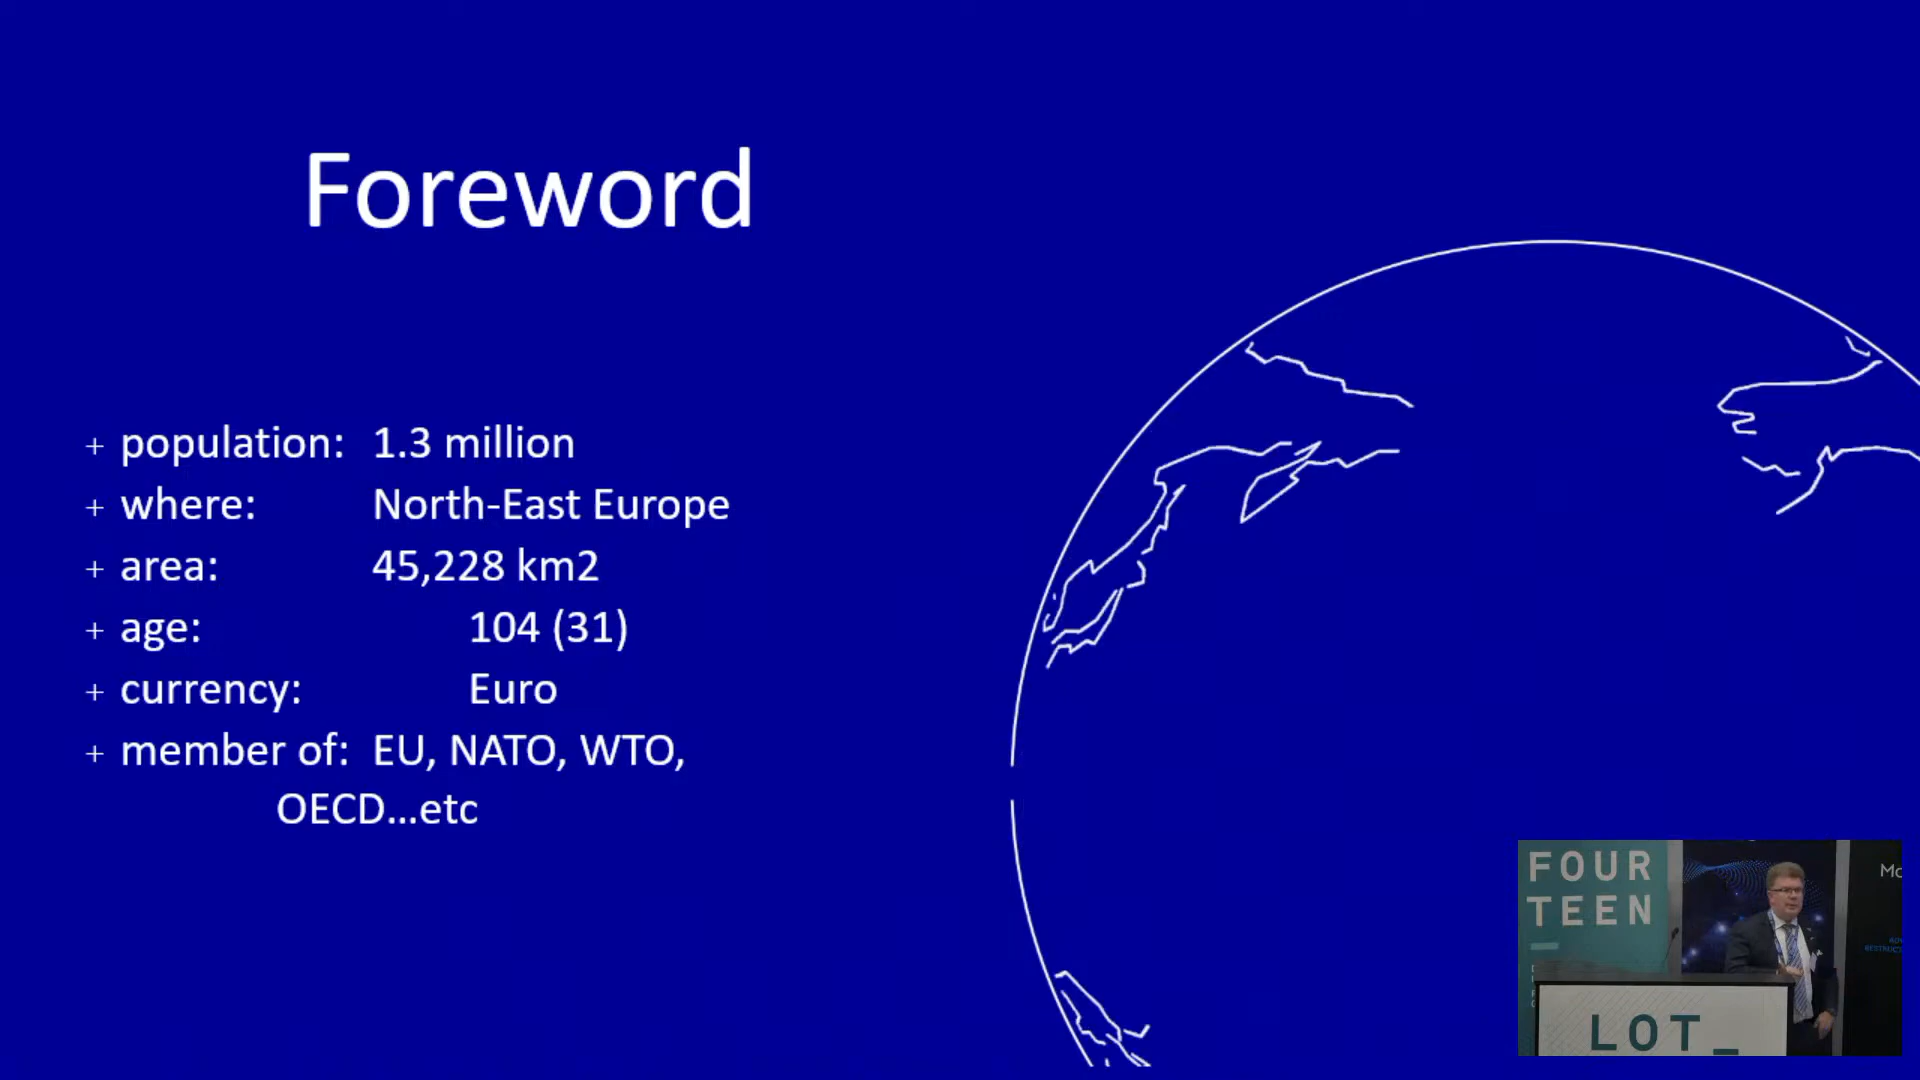 Foreword
+ population: 1.3 million
+ where: North-East Europe
+ area: 45,228 km2
+ age: 104 (31)
+ currency: Euro
+ member of: EU, NATO, WTO,
OECD...etc
FOUR
TEEN
LOT_